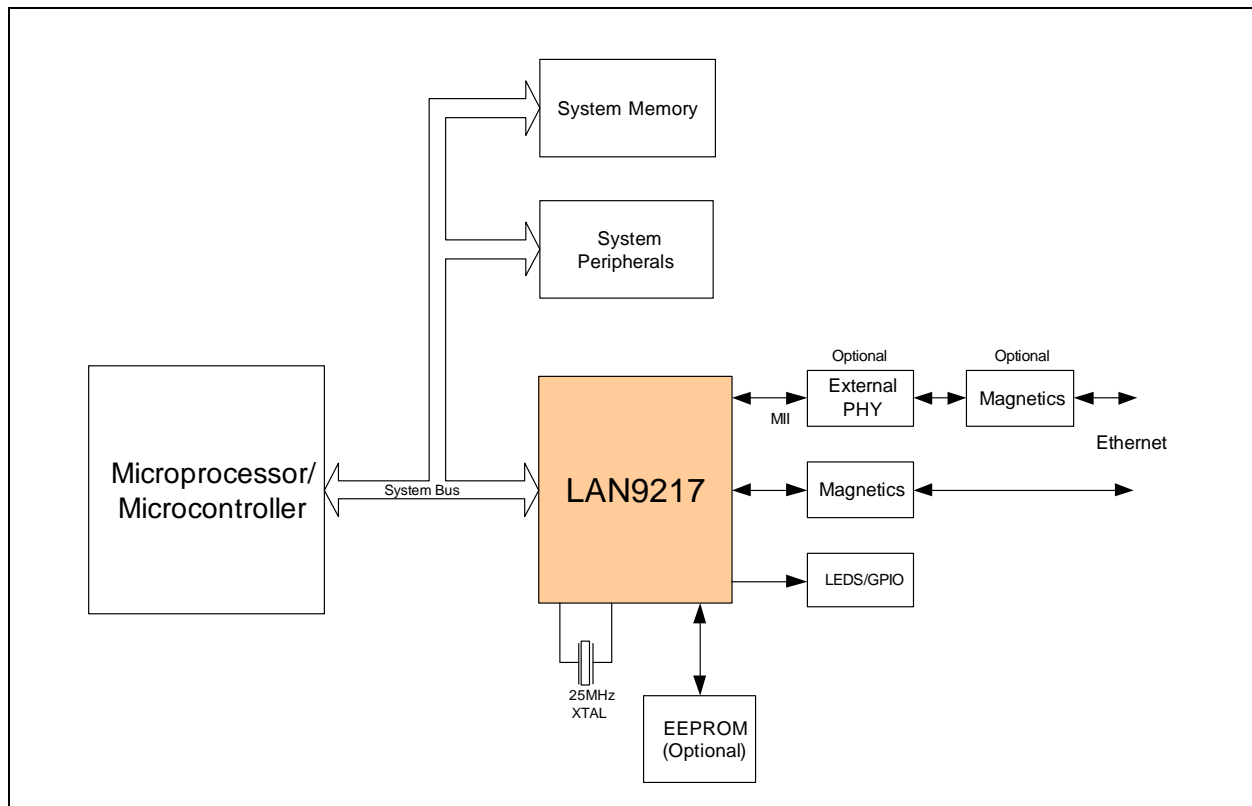 System Memory
System
Peripherals
Optional
Optional
External
PHY
Magnetics
MII
Ethernet
Microprocessor/
Microcontroller
System Bus
LAN9217
Magnetics
LEDS/GPIO
25MHz
XTAL
EEPROM
(Optional)